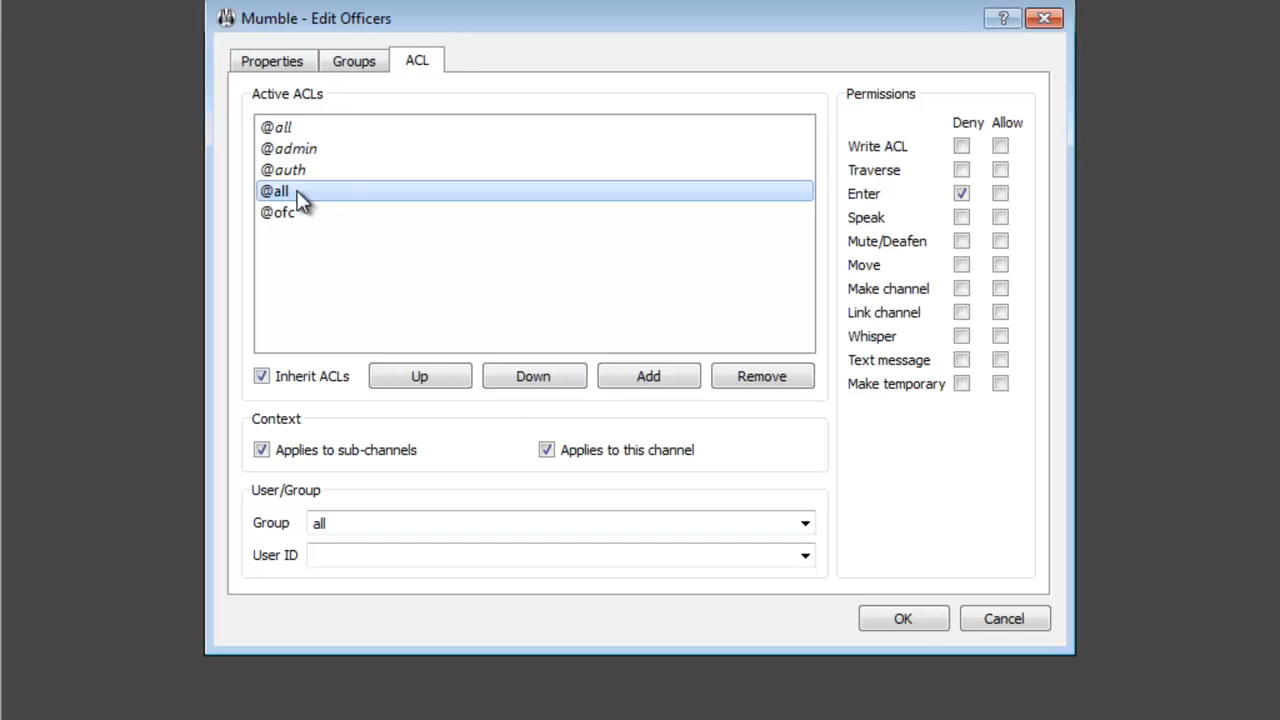 Mumble - Edit Officers
?
Properties
Groups
ACL
Active ACLs
@all
@admin
@auth
@all
@ofc
Inherit ACLs
Up
Down
Add
Remove
Context
Applies to sub-channels
Applies to this channel
User/Group
Group
all
User ID
Permissions
Deny Allow
Write ACL
Traverse
Enter
Speak
Mute/Deafen
Move
Make channel
Link channel
Whisper
Text message
Make temporary
OK
Cancel